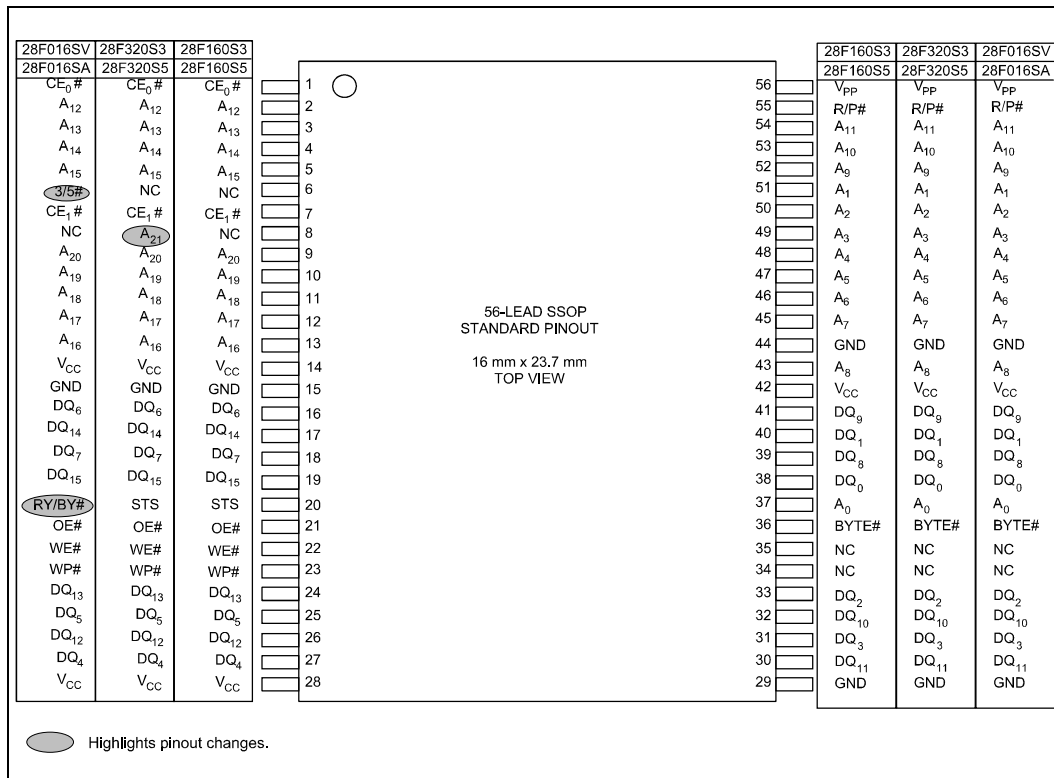 28F016SV 28F320S3 28F160S3 28F160S3 28F320S3 28F016SV
28F016SA 28F320S5 28F160S5 28F160S5 28F320S5 28F016SA
CE₀# CE₀# CE₀# 1 56 VPP VPP VPP
A₁₂ A₁₂ A₁₂ 2 55 R/P# R/P# R/P#
A₁₃ A₁₃ A₁₃ 3 54 A₁₁ A₁₁ A₁₁
A₁₄ A₁₄ A₁₄ 4 53 A₁₀ A₁₀ A₁₀
A₁₅ A₁₅ A₁₅ 5 52 A₉ A₉ A₉
3/5# NC NC 6 51 A₁ A₁ A₁
CE₁# CE₁# CE₁# 7 50 A₂ A₂ A₂
NC A₂₁ NC 8 49 A₃ A₃ A₃
A₂₀ A₂₀ A₂₀ 9 48 A₄ A₄ A₄
A₁₉ A₁₉ A₁₉ 10 47 A₅ A₅ A₅
A₁₈ A₁₈ A₁₈ 11 46 A₆ A₆ A₆
A₁₇ A₁₇ A₁₇ 12 45 A₇ A₇ A₇
A₁₆ A₁₆ A₁₆ 13 44 GND GND GND
VCC VCC VCC 14 43 A₈ A₈ A₈
GND GND GND 15 42 VCC VCC VCC
DQ₆ DQ₆ DQ₆ 16 41 DQ₉ DQ₉ DQ₉
DQ₁₄ DQ₁₄ DQ₁₄ 17 40 DQ₁ DQ₁ DQ₁
DQ₇ DQ₇ DQ₇ 18 39 DQ₈ DQ₈ DQ₈
DQ₁₅ DQ₁₅ DQ₁₅ 19 38 DQ₀ DQ₀ DQ₀
RY/BY# STS STS 20 37 A₀ A₀ A₀
OE# OE# OE# 21 36 BYTE# BYTE# BYTE#
WE# WE# WE# 22 35 NC NC NC
WP# WP# WP# 23 34 NC NC NC
DQ₁₃ DQ₁₃ DQ₁₃ 24 33 DQ₂ DQ₂ DQ₂
DQ₅ DQ₅ DQ₅ 25 32 DQ₁₀ DQ₁₀ DQ₁₀
DQ₁₂ DQ₁₂ DQ₁₂ 26 31 DQ₃ DQ₃ DQ₃
DQ₄ DQ₄ DQ₄ 27 30 DQ₁₁ DQ₁₁ DQ₁₁
VCC VCC VCC 28 29 GND GND GND
56-LEAD SSOP
STANDARD PINOUT
16 mm x 23.7 mm
TOP VIEW
Highlights pinout changes.